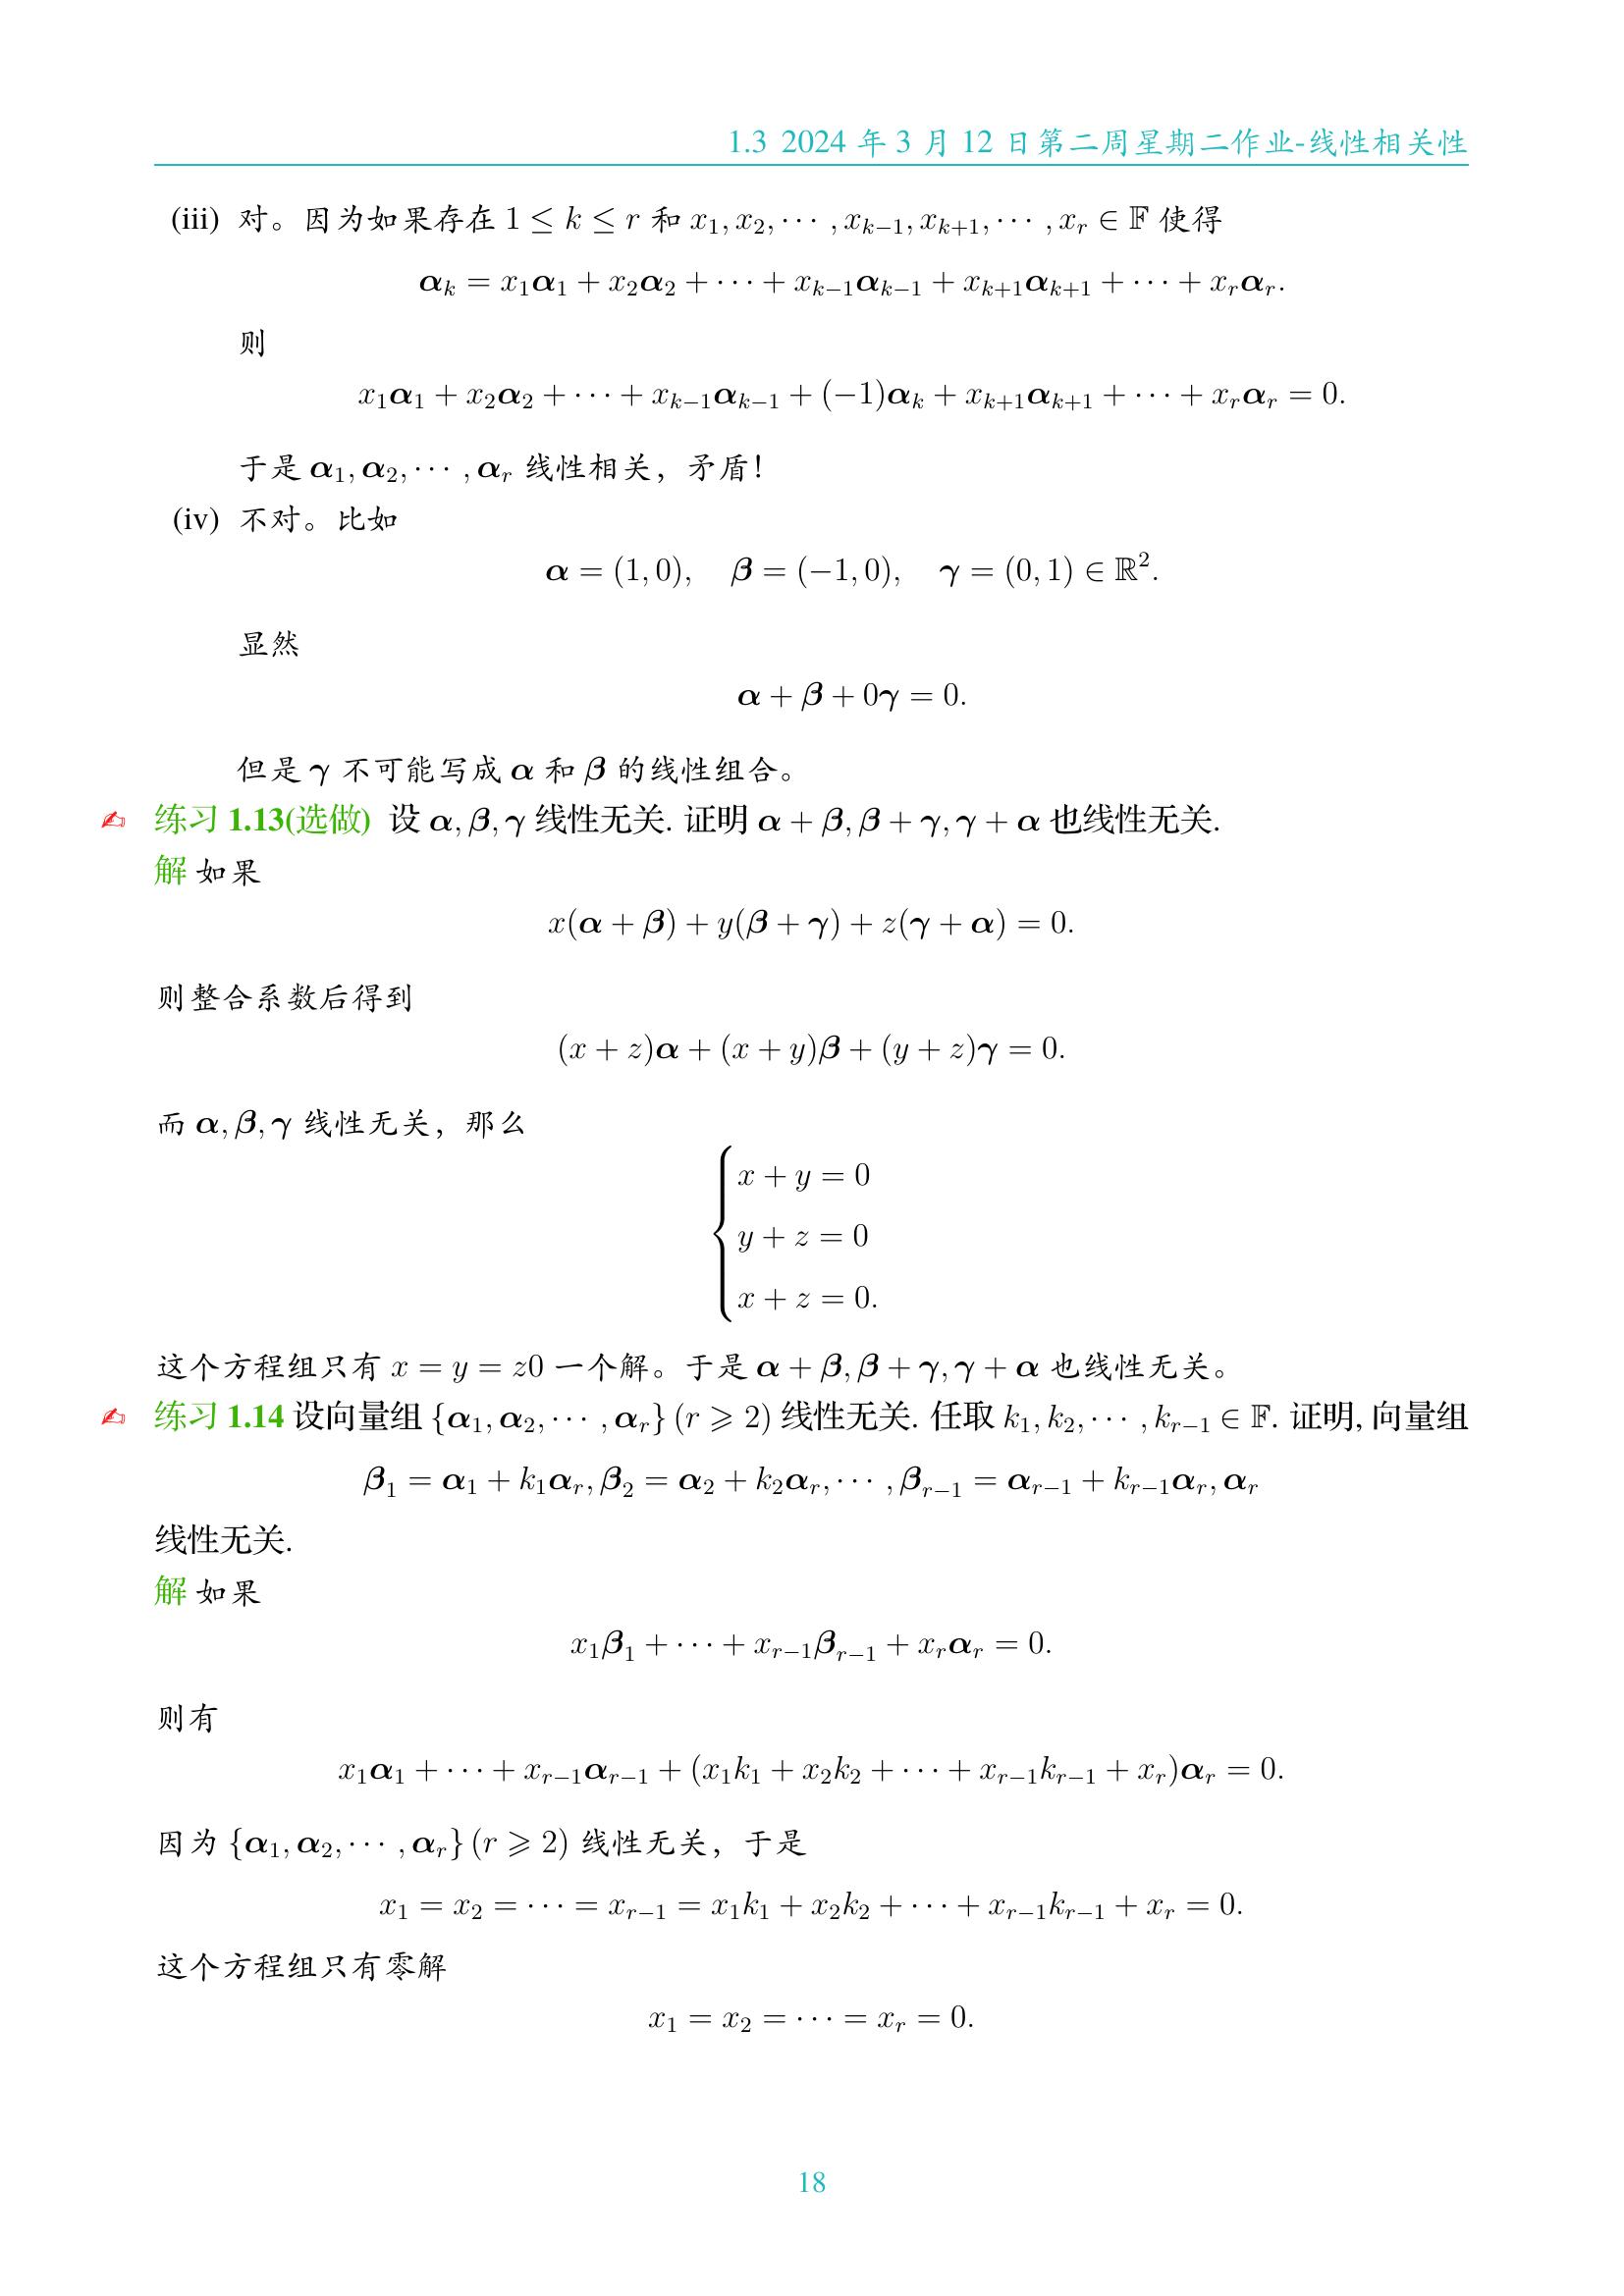 1.3 2024 年 3 月 12 日第二周星期二作业-线性相关性
(iii) 对。因为如果存在 $1 \leq k \leq r$ 和 $x_1, x_2, \cdots, x_{k-1}, x_{k+1}, \cdots, x_r \in \mathbb{F}$ 使得
$\boldsymbol{\alpha}_k = x_1\boldsymbol{\alpha}_1 + x_2\boldsymbol{\alpha}_2 + \cdots + x_{k-1}\boldsymbol{\alpha}_{k-1} + x_{k+1}\boldsymbol{\alpha}_{k+1} + \cdots + x_r\boldsymbol{\alpha}_r.$
则
$x_1\boldsymbol{\alpha}_1 + x_2\boldsymbol{\alpha}_2 + \cdots + x_{k-1}\boldsymbol{\alpha}_{k-1} + (-1)\boldsymbol{\alpha}_k + x_{k+1}\boldsymbol{\alpha}_{k+1} + \cdots + x_r\boldsymbol{\alpha}_r = 0.$
于是 $\boldsymbol{\alpha}_1, \boldsymbol{\alpha}_2, \cdots, \boldsymbol{\alpha}_r$ 线性相关，矛盾！
(iv) 不对。比如
$\boldsymbol{\alpha} = (1, 0), \quad \boldsymbol{\beta} = (-1, 0), \quad \boldsymbol{\gamma} = (0, 1) \in \mathbb{R}^2.$
显然
$\boldsymbol{\alpha} + \boldsymbol{\beta} + 0\boldsymbol{\gamma} = 0.$
但是 $\boldsymbol{\gamma}$ 不可能写成 $\boldsymbol{\alpha}$ 和 $\boldsymbol{\beta}$ 的线性组合。
✍ 练习 1.13(选做) 设 $\boldsymbol{\alpha}, \boldsymbol{\beta}, \boldsymbol{\gamma}$ 线性无关. 证明 $\boldsymbol{\alpha} + \boldsymbol{\beta}, \boldsymbol{\beta} + \boldsymbol{\gamma}, \boldsymbol{\gamma} + \boldsymbol{\alpha}$ 也线性无关.
解 如果
$x(\boldsymbol{\alpha} + \boldsymbol{\beta}) + y(\boldsymbol{\beta} + \boldsymbol{\gamma}) + z(\boldsymbol{\gamma} + \boldsymbol{\alpha}) = 0.$
则整合系数后得到
$(x + z)\boldsymbol{\alpha} + (x + y)\boldsymbol{\beta} + (y + z)\boldsymbol{\gamma} = 0.$
而 $\boldsymbol{\alpha}, \boldsymbol{\beta}, \boldsymbol{\gamma}$ 线性无关，那么
$x + y = 0$
$y + z = 0$
$x + z = 0.$
这个方程组只有 $x = y = z0$ 一个解。于是 $\boldsymbol{\alpha} + \boldsymbol{\beta}, \boldsymbol{\beta} + \boldsymbol{\gamma}, \boldsymbol{\gamma} + \boldsymbol{\alpha}$ 也线性无关。
✍ 练习 1.14 设向量组 $\{\boldsymbol{\alpha}_1, \boldsymbol{\alpha}_2, \cdots, \boldsymbol{\alpha}_r\} (r \geqslant 2)$ 线性无关. 任取 $k_1, k_2, \cdots, k_{r-1} \in \mathbb{F}$. 证明, 向量组
$\boldsymbol{\beta}_1 = \boldsymbol{\alpha}_1 + k_1\boldsymbol{\alpha}_r, \boldsymbol{\beta}_2 = \boldsymbol{\alpha}_2 + k_2\boldsymbol{\alpha}_r, \cdots, \boldsymbol{\beta}_{r-1} = \boldsymbol{\alpha}_{r-1} + k_{r-1}\boldsymbol{\alpha}_r, \boldsymbol{\alpha}_r$
线性无关.
解 如果
$x_1\boldsymbol{\beta}_1 + \cdots + x_{r-1}\boldsymbol{\beta}_{r-1} + x_r\boldsymbol{\alpha}_r = 0.$
则有
$x_1\boldsymbol{\alpha}_1 + \cdots + x_{r-1}\boldsymbol{\alpha}_{r-1} + (x_1k_1 + x_2k_2 + \cdots + x_{r-1}k_{r-1} + x_r)\boldsymbol{\alpha}_r = 0.$
因为 $\{\boldsymbol{\alpha}_1, \boldsymbol{\alpha}_2, \cdots, \boldsymbol{\alpha}_r\} (r \geqslant 2)$ 线性无关，于是
$x_1 = x_2 = \cdots = x_{r-1} = x_1k_1 + x_2k_2 + \cdots + x_{r-1}k_{r-1} + x_r = 0.$
这个方程组只有零解
$x_1 = x_2 = \cdots = x_r = 0.$
18